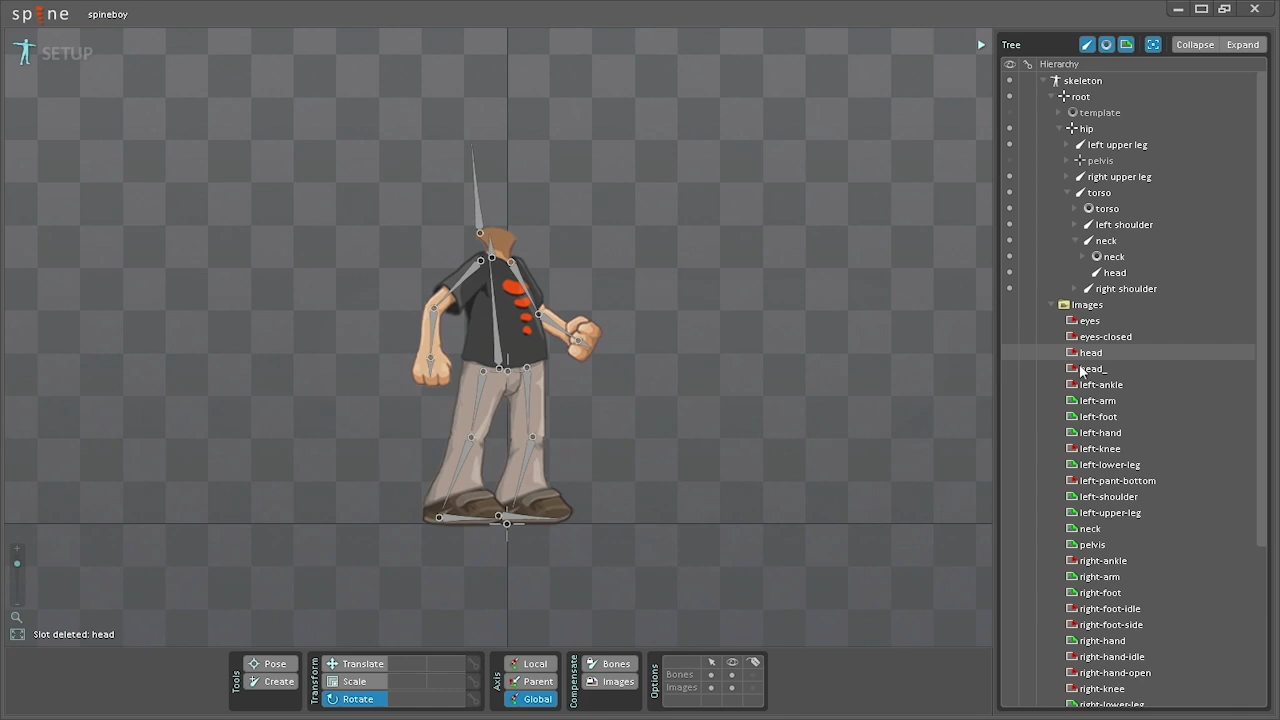 spine spineboy
SETUP
Tree Collapse Expand
Hierarchy
skeleton
root
template
hip
left upper leg
pelvis
right upper leg
torso
torso
left shoulder
neck
neck
head
right shoulder
Images
eyes
eyes-closed
head
head_
left-ankle
left-arm
left-foot
left-hand
left-knee
left-lower-leg
left-pant-bottom
left-shoulder
left-upper-leg
neck
pelvis
right-ankle
right-arm
right-foot
right-foot-idle
right-foot-side
right-hand
right-hand-idle
right-hand-open
right-knee
right-lower-leg
Slot deleted: head
Tools
Pose
Create
Transform
Translate
Scale
Rotate
Axis
Local
Parent
Global
Compensate
Bones
Images
Options
Bones
Images